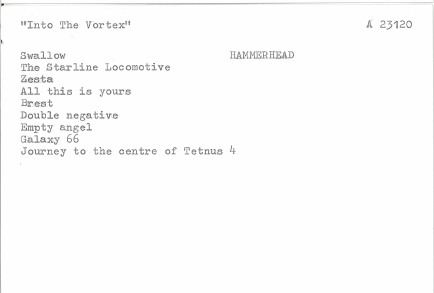 "Into The Vortex" A 23120
Swallow HAMMERHEAD
The Starline Locomotive
Zesta
All this is yours
Brest
Double negative
Empty angel
Galaxy 66
Journey to the centre of Tetnus 4